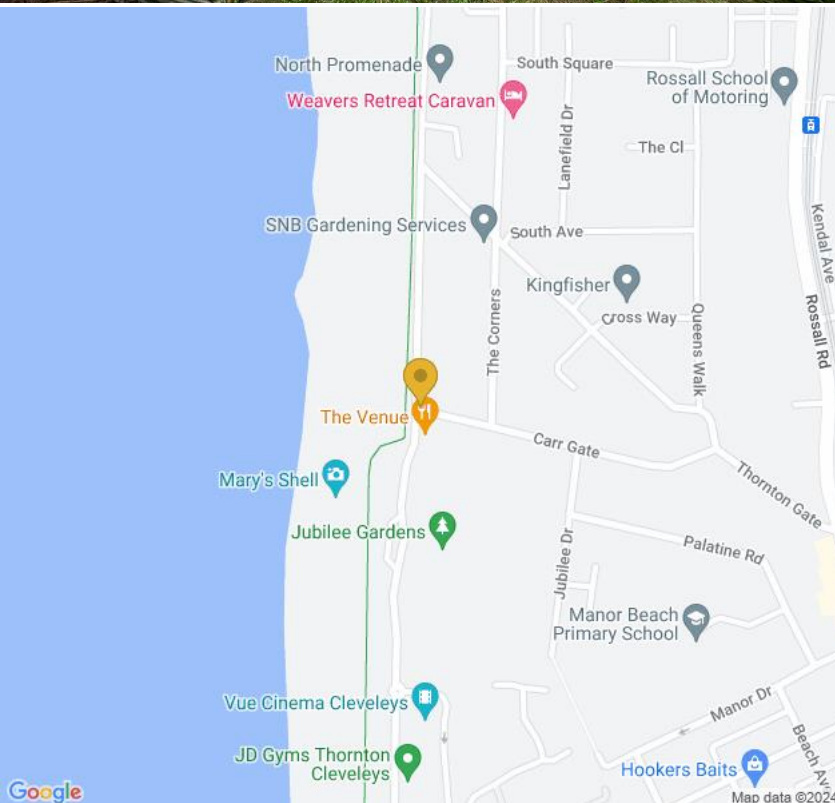 North Promenade
South Square
Rossall School
of Motoring
Weavers Retreat Caravan
Lanefield Dr
The Cl
Kendal Ave
SNB Gardening Services
South Ave
Kingfisher
The Corners
Cross Way
Queens Walk
Rossall Rd
The Venue
Carr Gate
Mary's Shell
Thornton Gate
Jubilee Gardens
Jubilee Dr
Palatine Rd
Manor Beach
Primary School
Vue Cinema Cleveleys
Manor Dr
JD Gyms Thornton
Cleveleys
Beach Av
Hookers Baits
Google
Map data ©2024